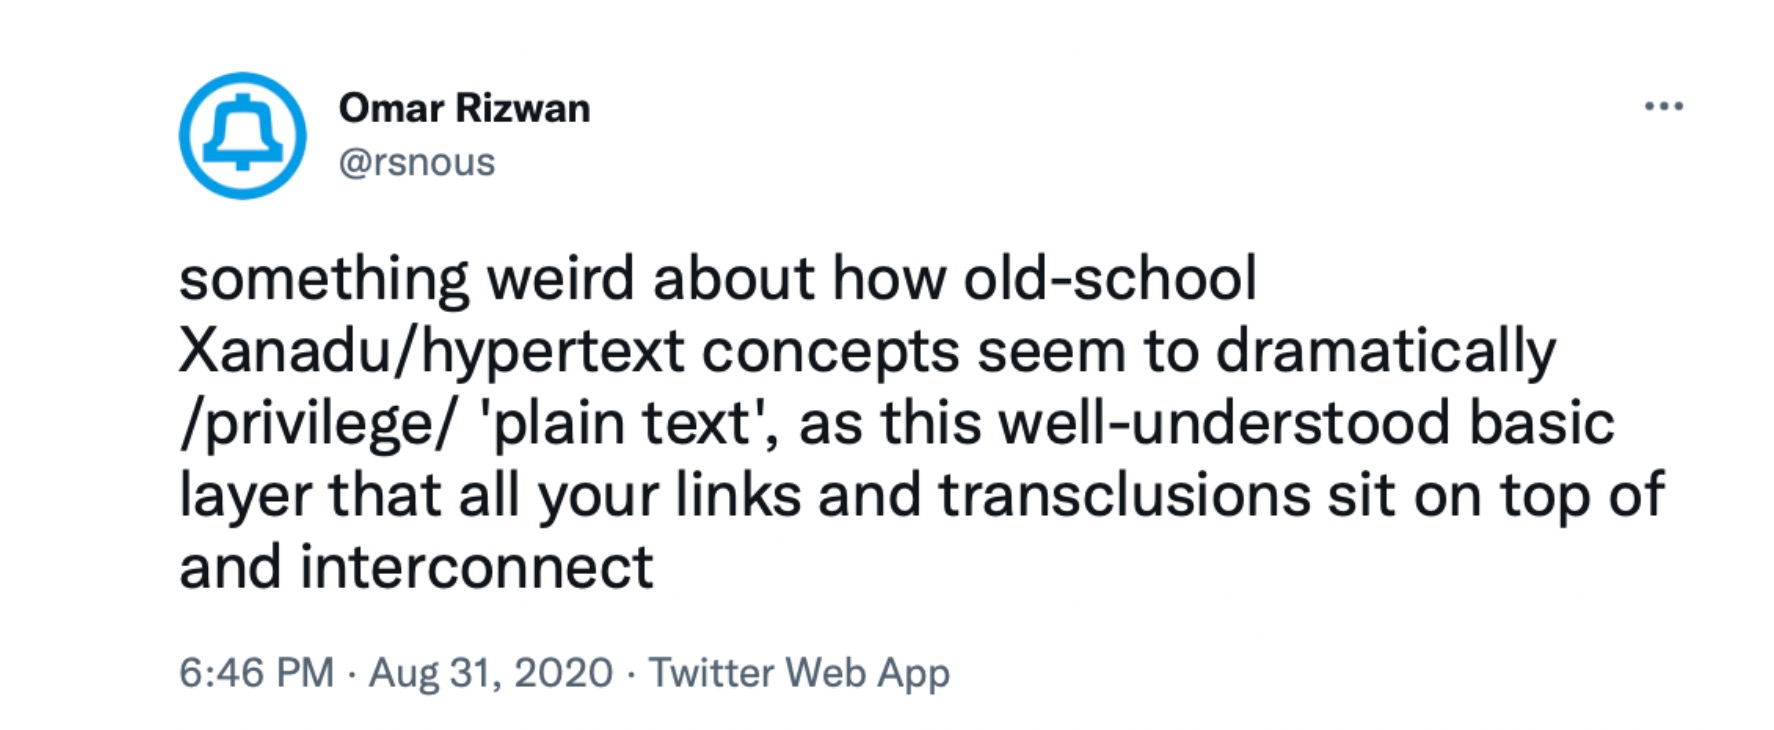 Omar Rizwan
@rsnous
something weird about how old-school
Xanadu/hypertext concepts seem to dramatically
/privilege/ 'plain text', as this well-understood basic
layer that all your links and transclusions sit on top of
and interconnect
6:46 PM · Aug 31, 2020 · Twitter Web App